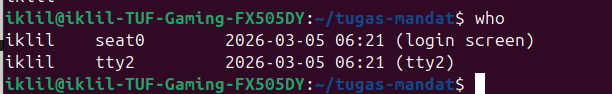 iklil@iklil-TUF-Gaming-FX505DY:~/tugas-mandat$ who
iklil    seat0        2026-03-05 06:21 (login screen)
iklil    tty2         2026-03-05 06:21 (tty2)
iklil@iklil-TUF-Gaming-FX505DY:~/tugas-mandat$